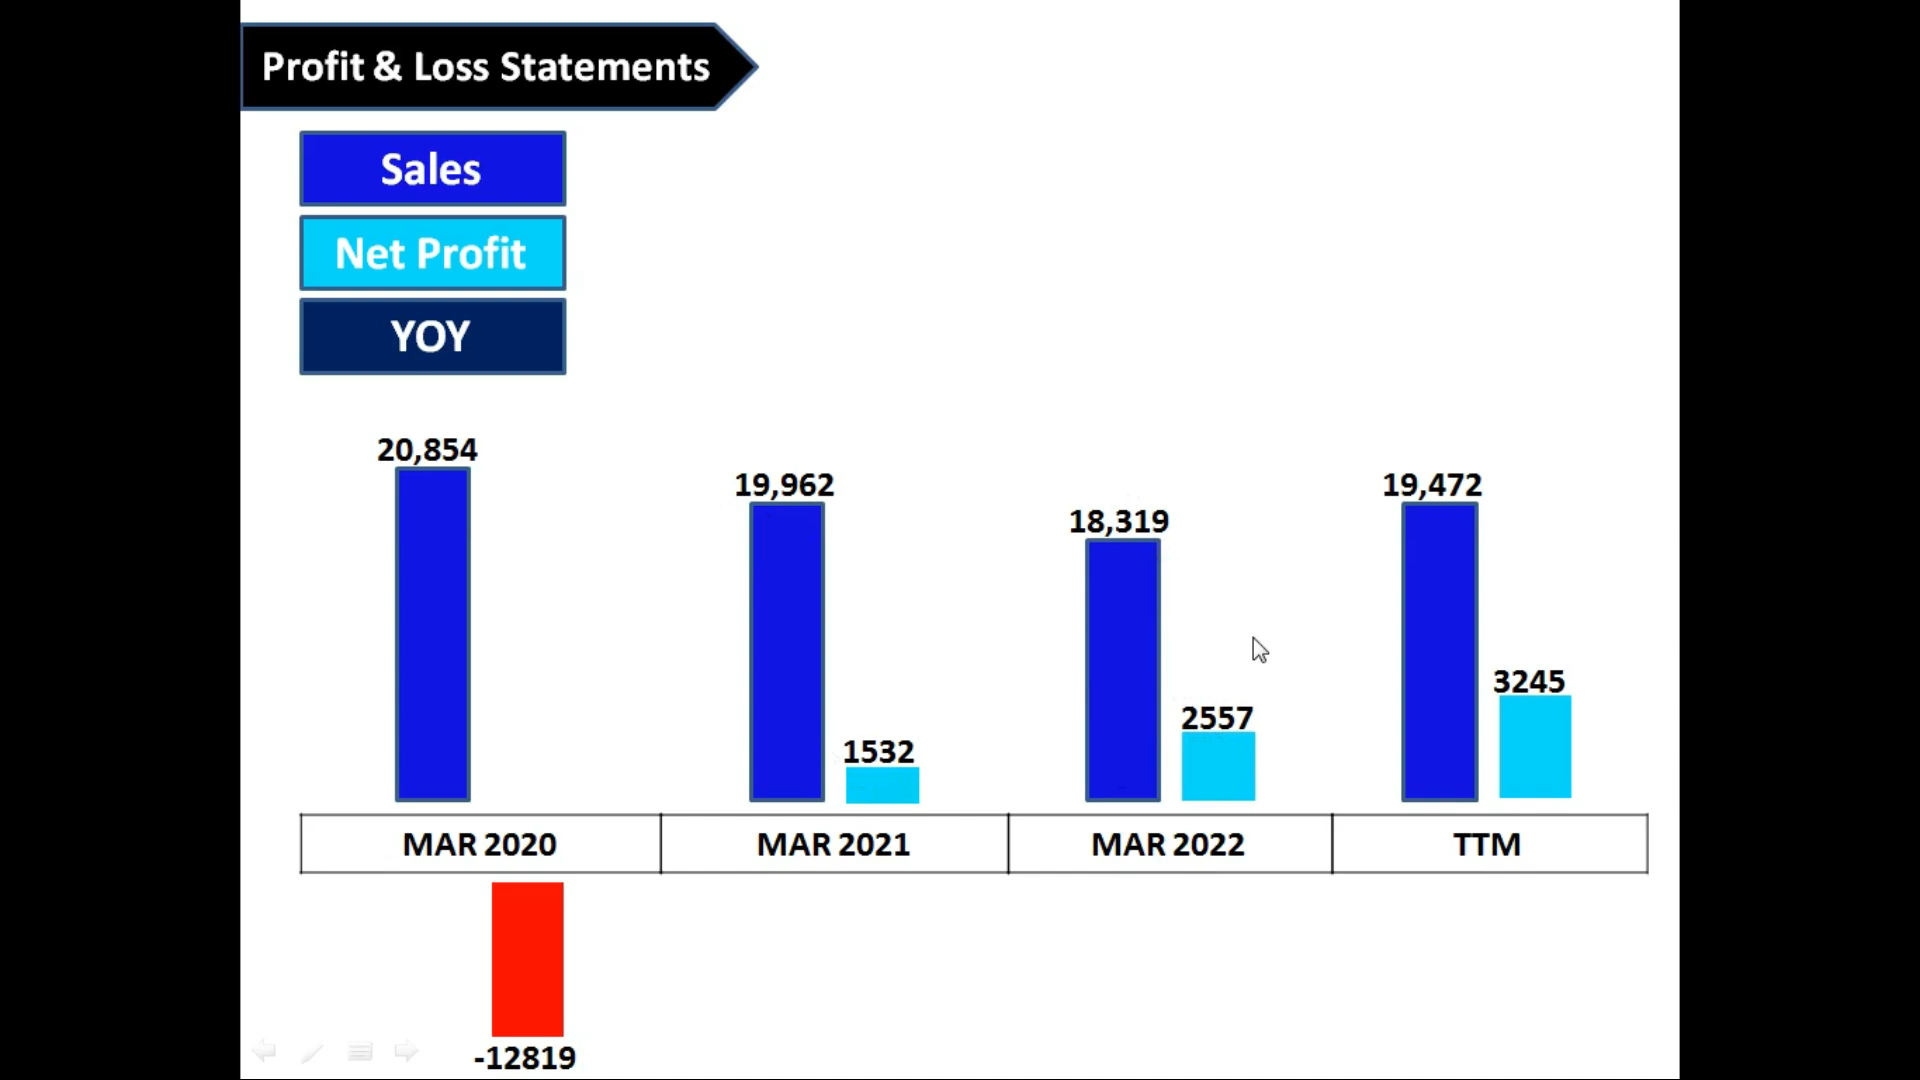 Profit & Loss Statements
Sales
Net Profit
YOY
20,854
19,962
18,319
19,472
1532
2557
3245
MAR 2020 MAR 2021 MAR 2022 TTM
-12819